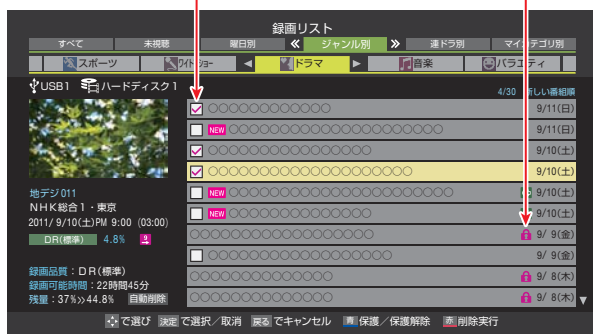 録画リスト
すべて 未視聴 曜日別 ≪ ジャンル別 ≫ 連ドラ別 マイカテゴリ別
スポーツ ワイドショー ◀ ドラマ ▶ 音楽 バラエティ
USB1 ハードディスク1
4/30 新しい番組順
○○○○○○○○○○○○ 9/11(日)
NEW ○○○○○○○○○○○○○○○○○○○○○○ 9/11(日)
○○○○○○○○○○○○○○○○ 9/10(土)
○○○○○○○○○○○○○○○○○○○○ 9/10(土)
NEW ○○○○○○○○○○○○○○○○○○○○○○○ 9/10(土)
NEW ○○○○○○○○○○○○○○○ 9/10(土)
○○○○○○○○○○○○○○○○○○ 9/ 9(金)
○○○○○○○○○○○○ 9/ 9(金)
○○○○○○○○○○○○○○ 9/ 8(木)
○○○○○○○○○○○○○○ 9/ 8(木)
地デジ011
NHK総合1・東京
2011/ 9/10(土)PM 9:00 (03:00)
DR(標準) 4.8%
録画品質：DR(標準)
録画可能時間：22時間45分
残量：37%≫44.8% 自動削除
で選び 決定 で選択／取消 戻る でキャンセル 青 保護／保護解除 赤 削除実行